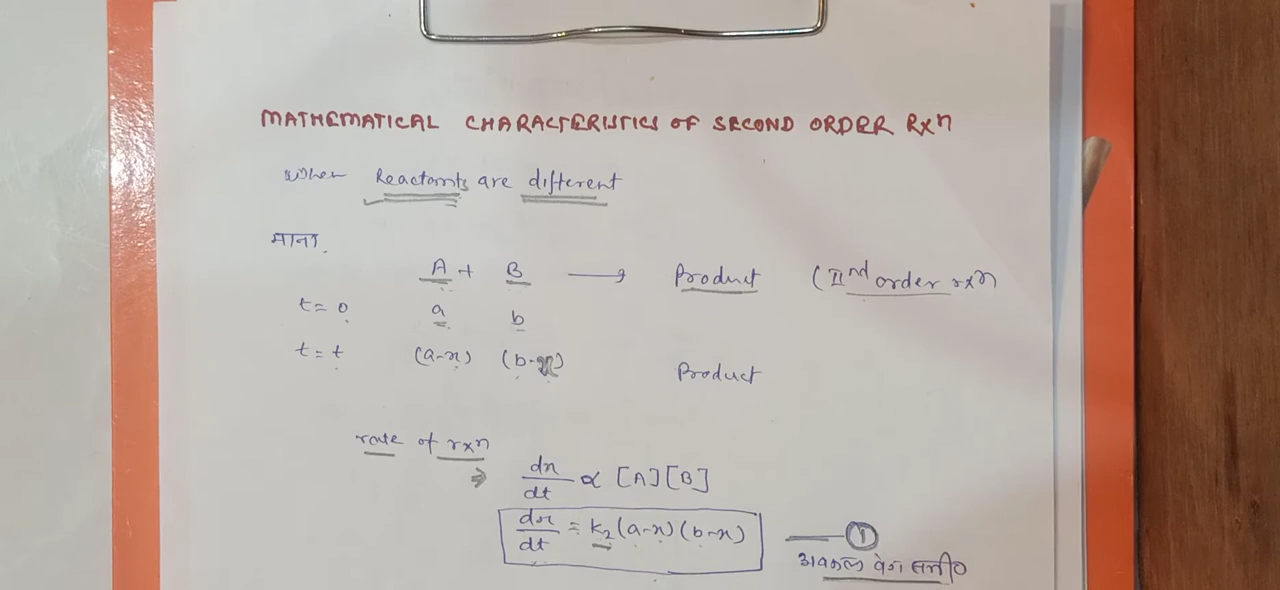 MATHEMATICAL CHARACTERISTICS OF SECOND ORDER RXn
When Reactants are different
माना
A + B → Product (IInd order rxn
t = 0 a b
t = t (a-x) (b-x) Product
rate of rxn
⇒ dx/dt ∝ [A][B]
dx/dt = k₂(a-x)(b-x) — ①
अवकल वेग समी०